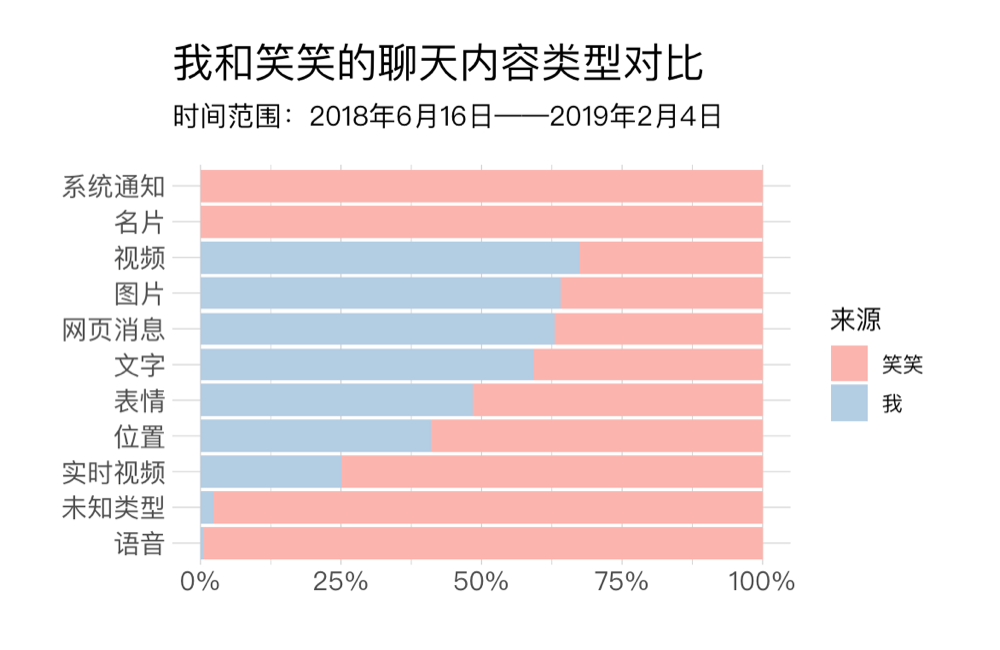 我和笑笑的聊天内容类型对比
时间范围：2018年6月16日——2019年2月4日
系统通知
名片
视频
图片
网页消息
文字
表情
位置
实时视频
未知类型
语音
0% 25% 50% 75% 100%
来源
笑笑
我